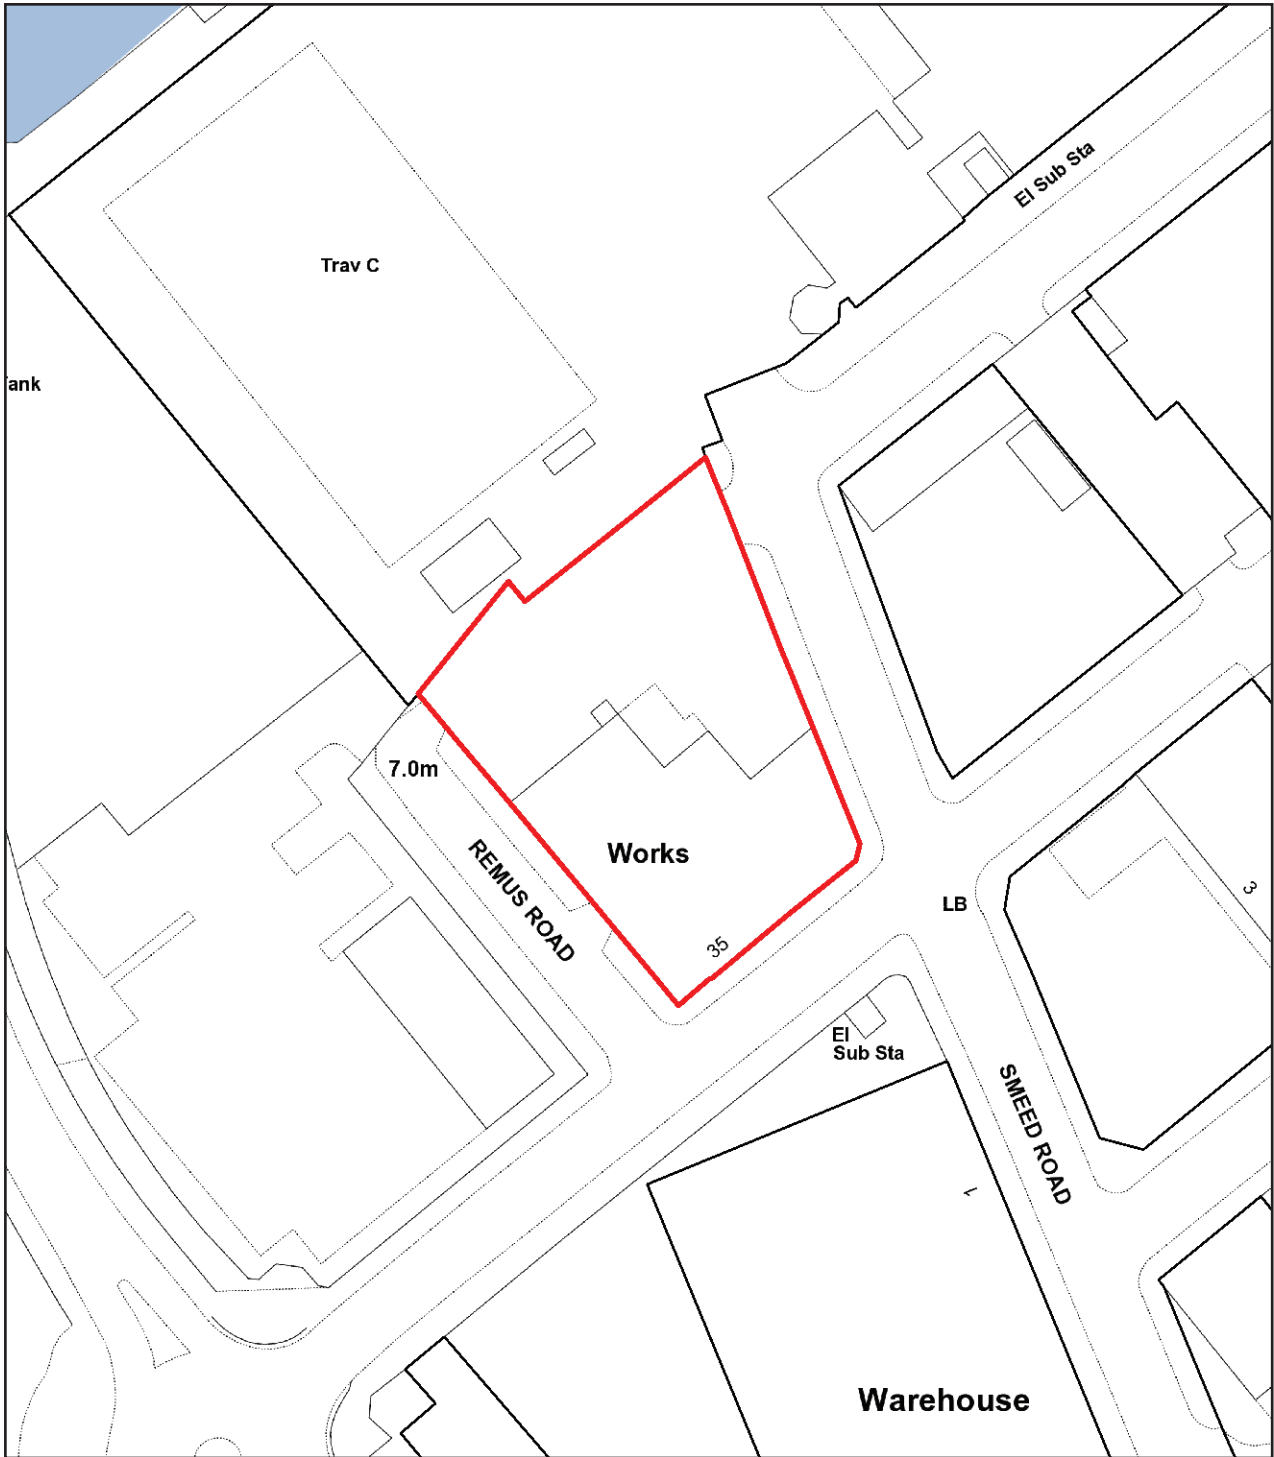 El Sub Sta
Trav C
7.0m
REMUS ROAD
Works
35
LB
3
El
Sub Sta
SMEED ROAD
1
Warehouse